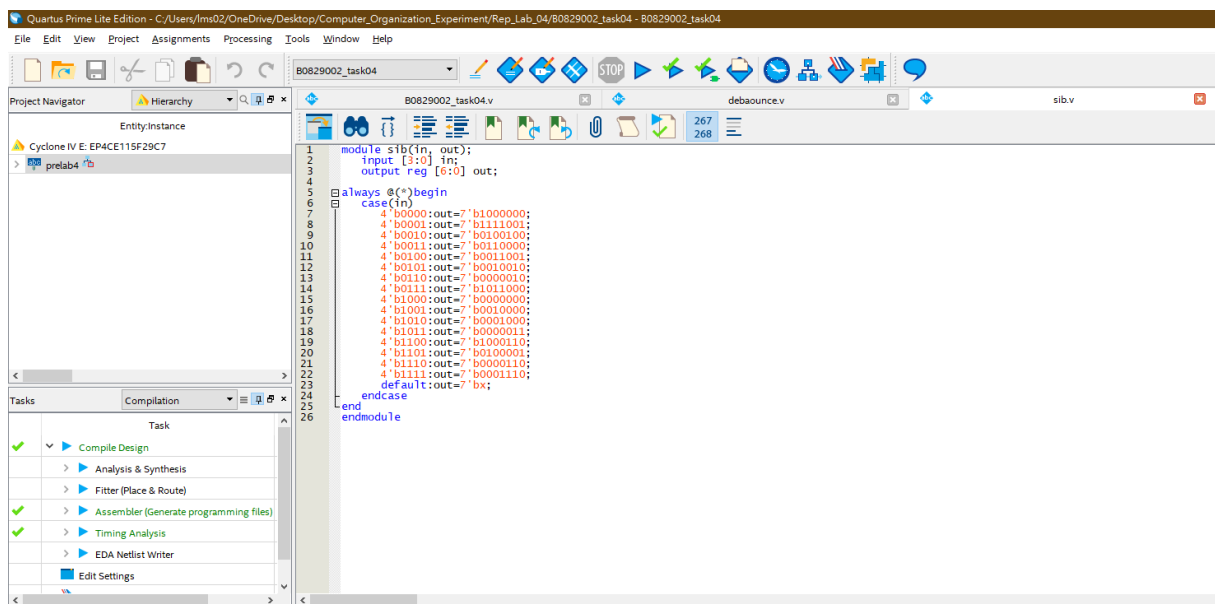 Quartus Prime Lite Edition - C:/Users/lms02/OneDrive/Desktop/Computer_Organization_Experiment/Rep_Lab_04/B0829002_task04 - B0829002_task04
File Edit View Project Assignments Processing Tools Window Help
B0829002_task04
STOP
Project Navigator Hierarchy
B0829002_task04.v debaounce.v sib.v
Entity:Instance
Cyclone IV E: EP4CE115F29C7
prelab4
267
268
1 module sib(in, out);
2 input [3:0] in;
3 output reg [6:0] out;
4
5 always @(*)begin
6 case(in)
7 4'b0000:out=7'b1000000;
8 4'b0001:out=7'b1111001;
9 4'b0010:out=7'b0100100;
10 4'b0011:out=7'b0110000;
11 4'b0100:out=7'b0011001;
12 4'b0101:out=7'b0010010;
13 4'b0110:out=7'b0000010;
14 4'b0111:out=7'b1011000;
15 4'b1000:out=7'b0000000;
16 4'b1001:out=7'b0010000;
17 4'b1010:out=7'b0001000;
18 4'b1011:out=7'b0000011;
19 4'b1100:out=7'b1000110;
20 4'b1101:out=7'b0100001;
21 4'b1110:out=7'b0000110;
22 4'b1111:out=7'b0001110;
23 default:out=7'bx;
24 endcase
25 end
26 endmodule
Tasks Compilation
Task
Compile Design
Analysis & Synthesis
Fitter (Place & Route)
Assembler (Generate programming files)
Timing Analysis
EDA Netlist Writer
Edit Settings